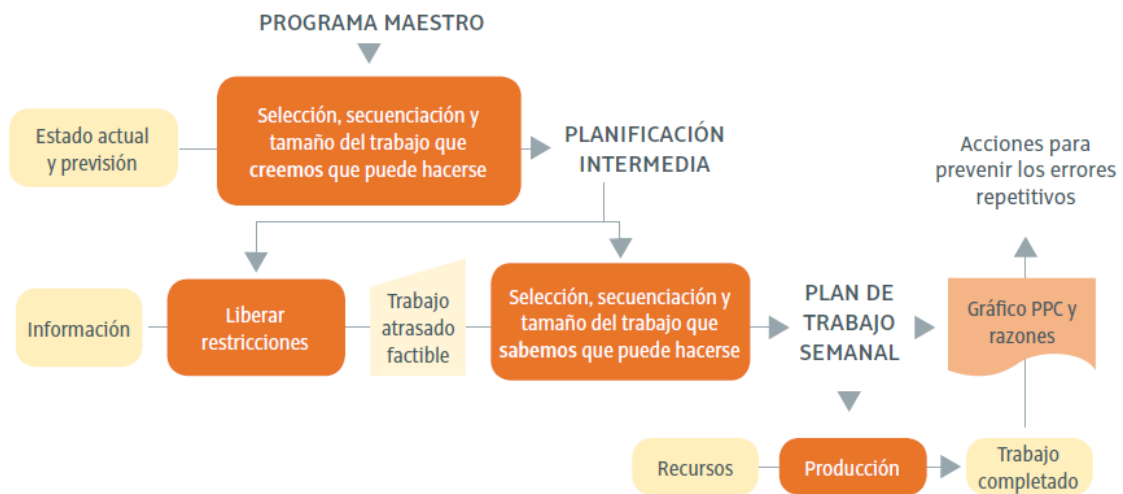 PROGRAMA MAESTRO
Estado actual
y previsión
Selección, secuenciación y
tamaño del trabajo que
creemos que puede hacerse
PLANIFICACIÓN
INTERMEDIA
Acciones para
prevenir los errores
repetitivos
Información
Liberar
restricciones
Trabajo
atrasado
factible
Selección, secuenciación y
tamaño del trabajo que
sabemos que puede hacerse
PLAN DE
TRABAJO
SEMANAL
Gráfico PPC y
razones
Recursos
Producción
Trabajo
completado